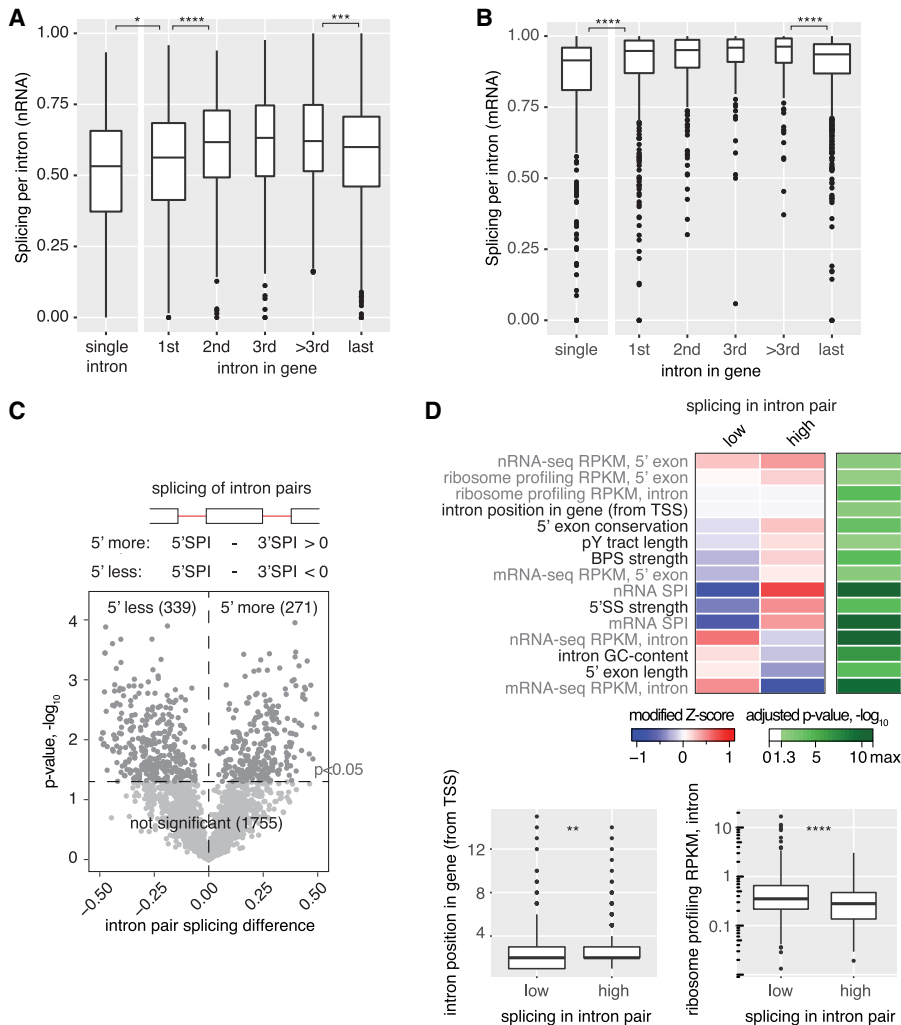 A
Splicing per intron (nRNA)
1.00
0.75
0.50
0.25
0.00
*
****
***
single intron
1st
2nd
3rd
>3rd
last
intron in gene
B
Splicing per intron (mRNA)
1.00
0.75
0.50
0.25
0.00
****
****
single
1st
2nd
3rd
>3rd
last
intron in gene
C
splicing of intron pairs
5' more: 5'SPI - 3'SPI > 0
5' less: 5'SPI - 3'SPI < 0
5' less (339)
5' more (271)
p-value, -log10
4
3
2
1
0
p<0.05
not significant (1755)
-0.50
-0.25
0.00
0.25
0.50
intron pair splicing difference
D
splicing in intron pair
low
high
nRNA-seq RPKM, 5' exon
ribosome profiling RPKM, 5' exon
ribosome profiling RPKM, intron
intron position in gene (from TSS)
5' exon conservation
pY tract length
BPS strength
mRNA-seq RPKM, 5' exon
nRNA SPI
5'SS strength
mRNA SPI
nRNA-seq RPKM, intron
intron GC-content
5' exon length
mRNA-seq RPKM, intron
modified Z-score
-1 0 1
adjusted p-value, -log10
0 1.3 5 10 max
intron position in gene (from TSS)
12
8
4
**
low
high
splicing in intron pair
ribosome profiling RPKM, intron
10
1
0.1
****
low
high
splicing in intron pair